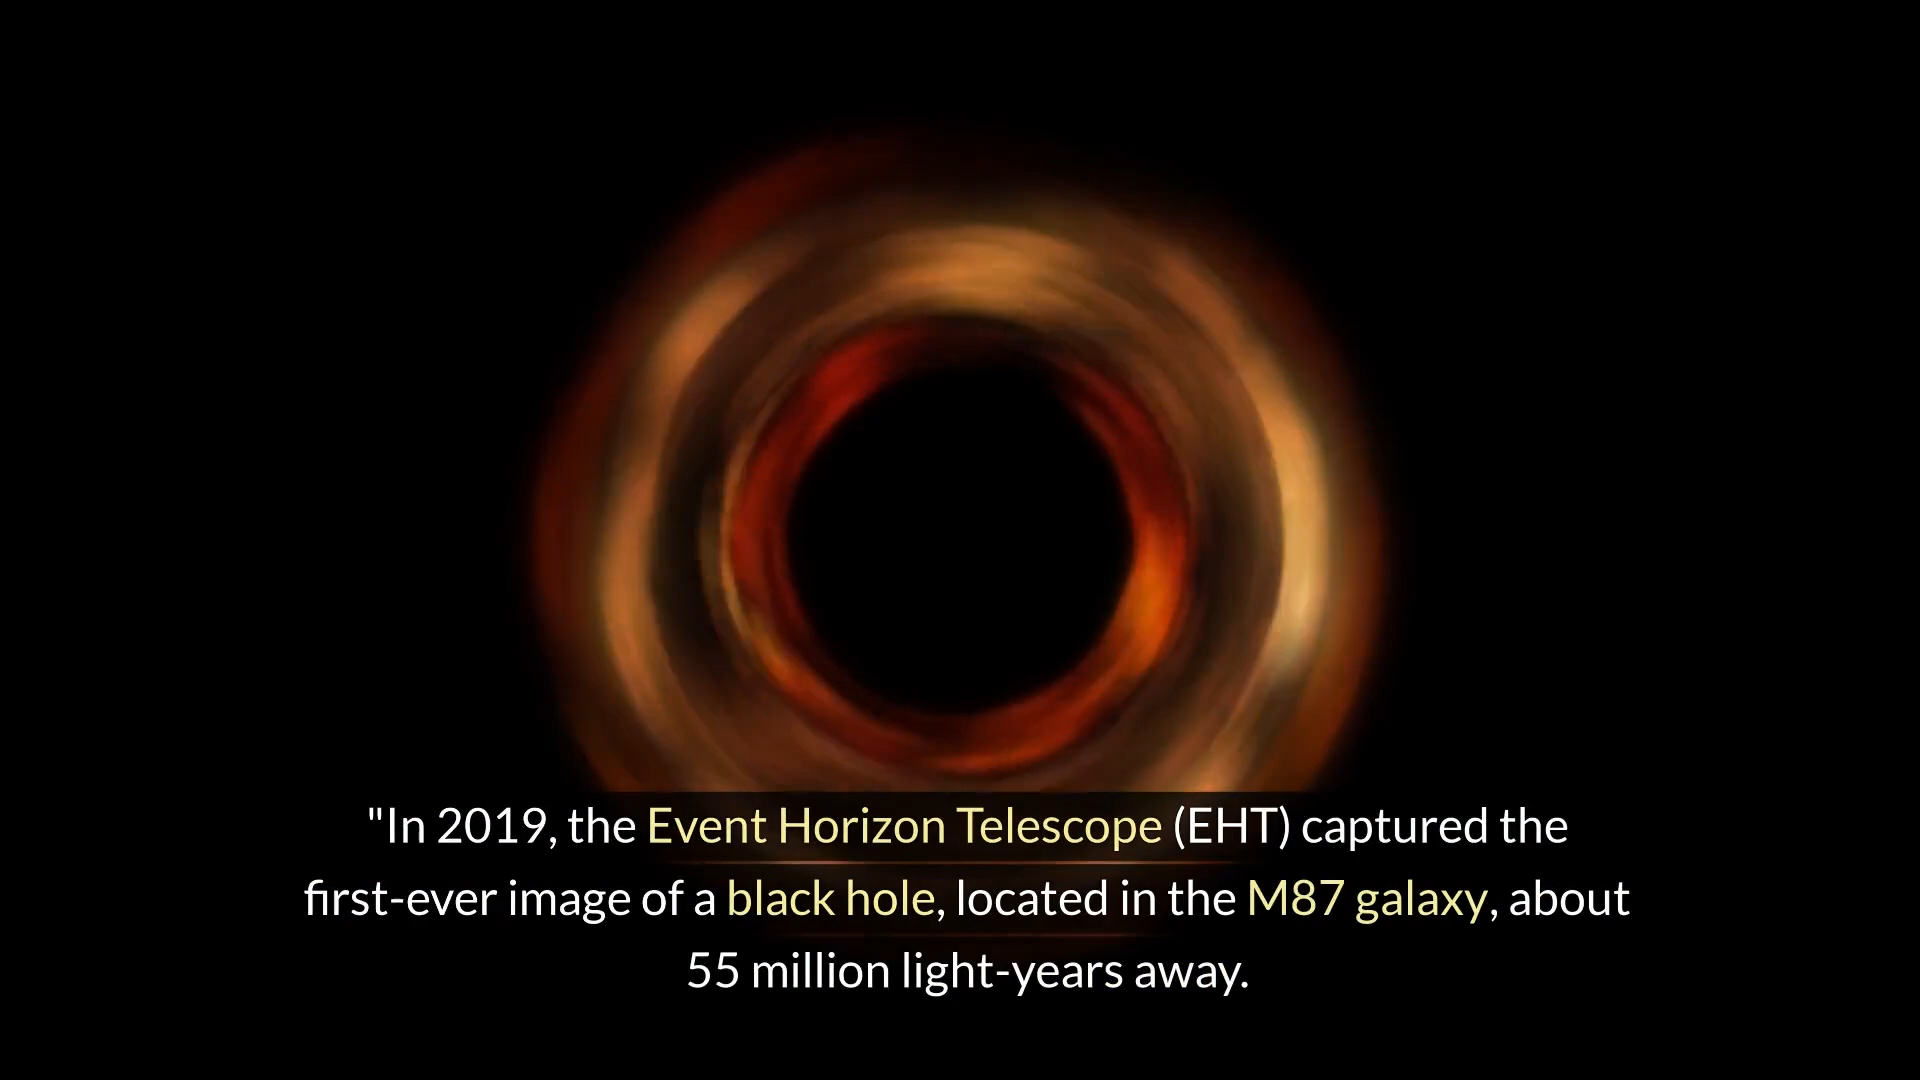 "In 2019, the Event Horizon Telescope (EHT) captured the
first-ever image of a black hole, located in the M87 galaxy, about
55 million light-years away.